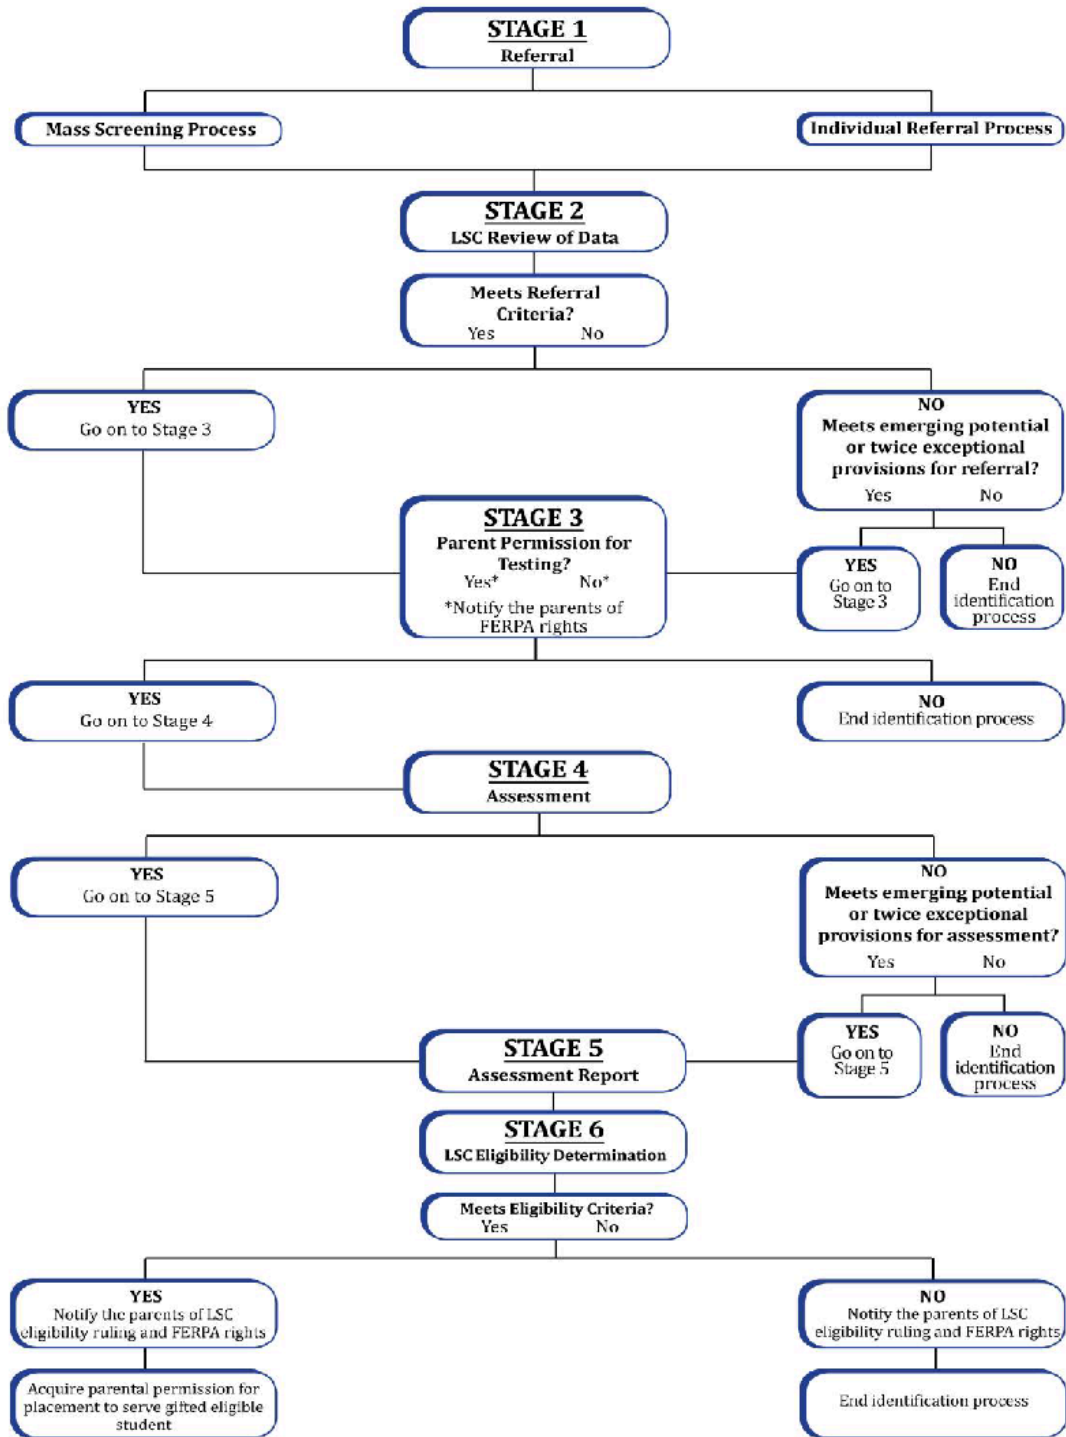 STAGE 1
Referral
Mass Screening Process
Individual Referral Process
STAGE 2
LSC Review of Data
Meets Referral
Criteria?
Yes No
YES
Go on to Stage 3
NO
Meets emerging potential
or twice exceptional
provisions for referral?
Yes No
STAGE 3
Parent Permission for
Testing?
Yes* No*
*Notify the parents of
FERPA rights
YES
Go on to
Stage 3
NO
End
identification
process
YES
Go on to Stage 4
NO
End identification process
STAGE 4
Assessment
YES
Go on to Stage 5
NO
Meets emerging potential
or twice exceptional
provisions for assessment?
Yes No
STAGE 5
Assessment Report
YES
Go on to
Stage 5
NO
End
identification
process
STAGE 6
LSC Eligibility Determination
Meets Eligibility Criteria?
Yes No
YES
Notify the parents of LSC
eligibility ruling and FERPA rights
NO
Notify the parents of LSC
eligibility ruling and FERPA rights
Acquire parental permission for
placement to serve gifted eligible
student
End identification process